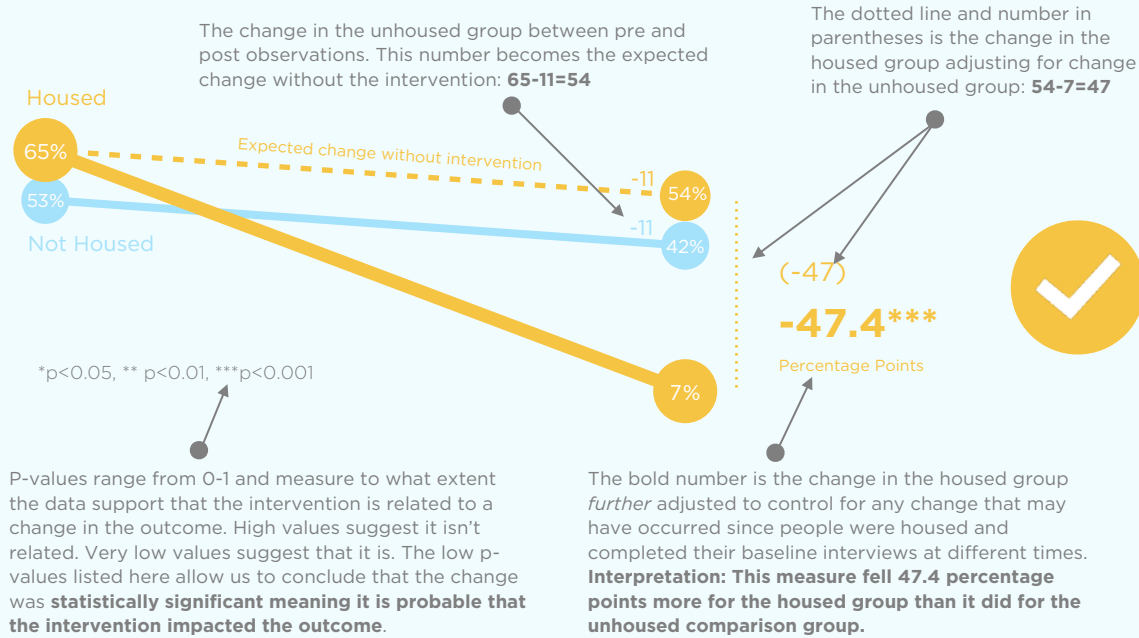 The change in the unhoused group between pre and
post observations. This number becomes the expected
change without the intervention: 65-11=54
The dotted line and number in
parentheses is the change in the
housed group adjusting for change
in the unhoused group: 54-7=47
Housed
65%
Expected change without intervention
-11
54%
53%
Not Housed
-11
42%
(-47)
-47.4***
Percentage Points
7%
*p<0.05, ** p<0.01, ***p<0.001
P-values range from 0-1 and measure to what extent
the data support that the intervention is related to a
change in the outcome. High values suggest it isn't
related. Very low values suggest that it is. The low p-
values listed here allow us to conclude that the change
was statistically significant meaning it is probable that
the intervention impacted the outcome.
The bold number is the change in the housed group
further adjusted to control for any change that may
have occurred since people were housed and
completed their baseline interviews at different times.
Interpretation: This measure fell 47.4 percentage
points more for the housed group than it did for the
unhoused comparison group.